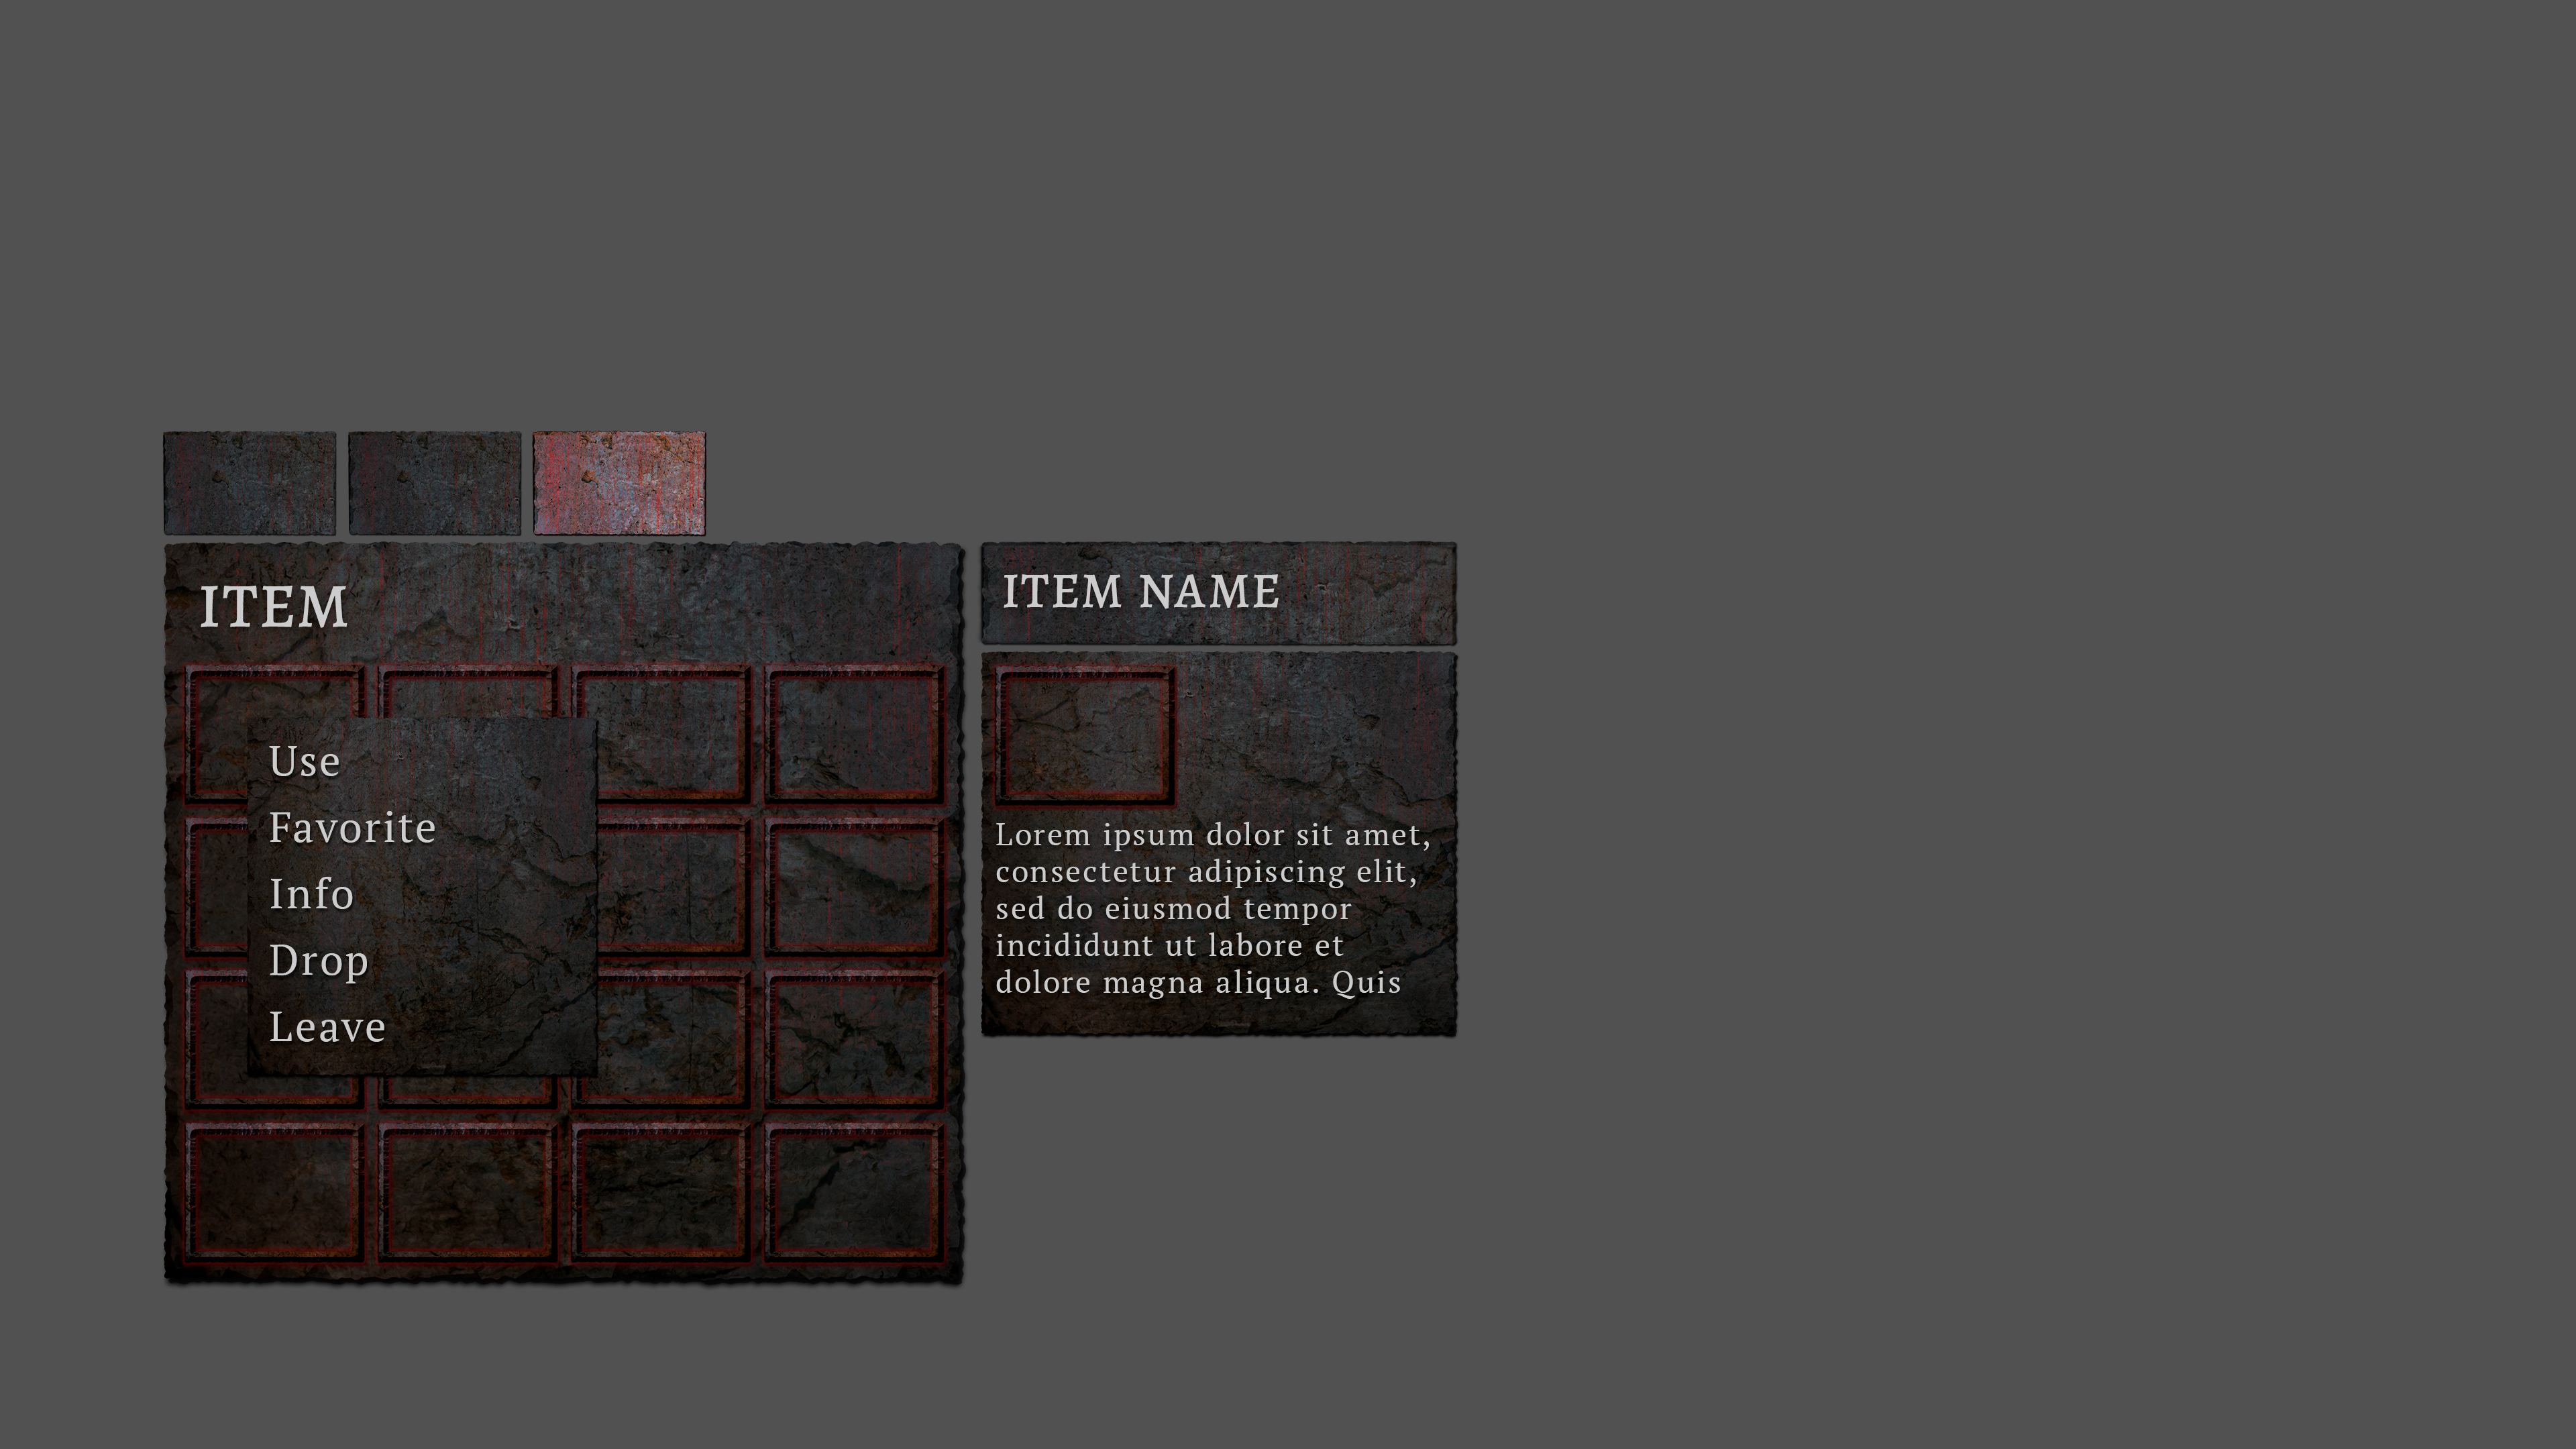 ITEM
Use
Favorite
Info
Drop
Leave
ITEM NAME
Lorem ipsum dolor sit amet,
consectetur adipiscing elit,
sed do eiusmod tempor
incididunt ut labore et
dolore magna aliqua. Quis